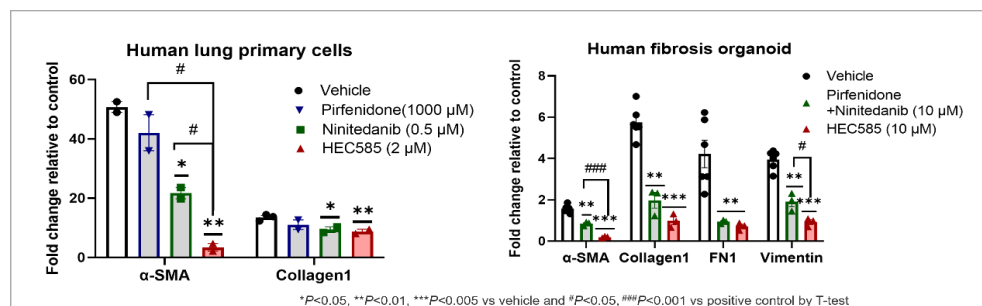 Human lung primary cells
Fold change relative to control
60
40
20
0
#
#
*
**
*
**
Vehicle
Pirfenidone(1000 μM)
Ninitedanib (0.5 μM)
HEC585 (2 μM)
α-SMA
Collagen1
Human fibrosis organoid
Fold change relative to control
8
6
4
2
0
###
**
***
**
***
**
#
**
***
Vehicle
Pirfenidone
+Ninitedanib (10 μM)
HEC585 (10 μM)
α-SMA
Collagen1
FN1
Vimentin
*P<0.05, **P<0.01, ***P<0.005 vs vehicle and #P<0.05, ###P<0.001 vs positive control by T-test